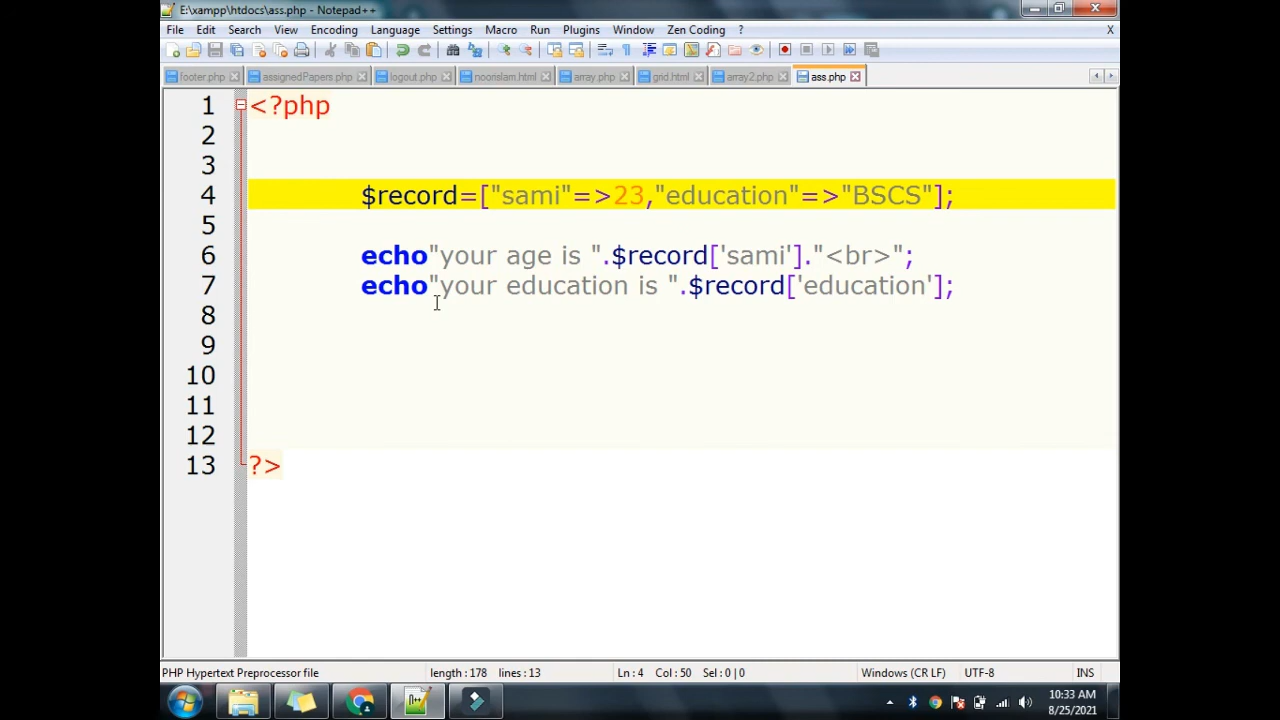 E:\xampp\htdocs\ass.php - Notepad++
File Edit Search View Encoding Language Settings Macro Run Plugins Window Zen Coding ? X
footer.php assignedPapers.php logout.php noorislam.html array.php grid.html array2.php ass.php
1 <?php
2
3
4 $record=["sami"=>23,"education"=>"BSCS"];
5
6 echo"your age is ".$record['sami']."<br>";
7 echo"your education is ".$record['education'];
8
9
10
11
12
13 ?>
PHP Hypertext Preprocessor file length : 178 lines : 13 Ln : 4 Col : 50 Sel : 0 | 0 Windows (CR LF) UTF-8 INS
10:33 AM
8/25/2021